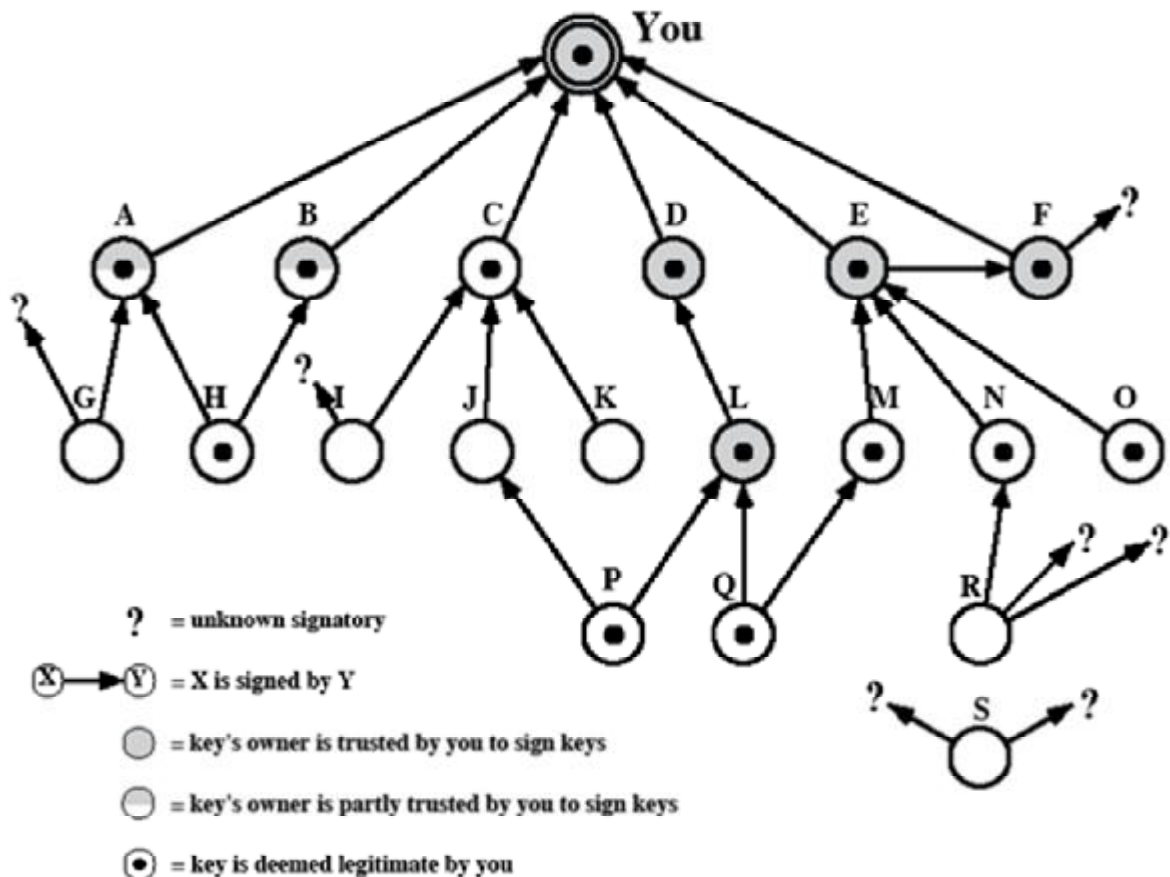 You
A B C D E F ?
?
G H ? I J K L M N O
P Q R ? ?
? = unknown signatory
X Y = X is signed by Y
? S ?
= key's owner is trusted by you to sign keys
= key's owner is partly trusted by you to sign keys
= key is deemed legitimate by you